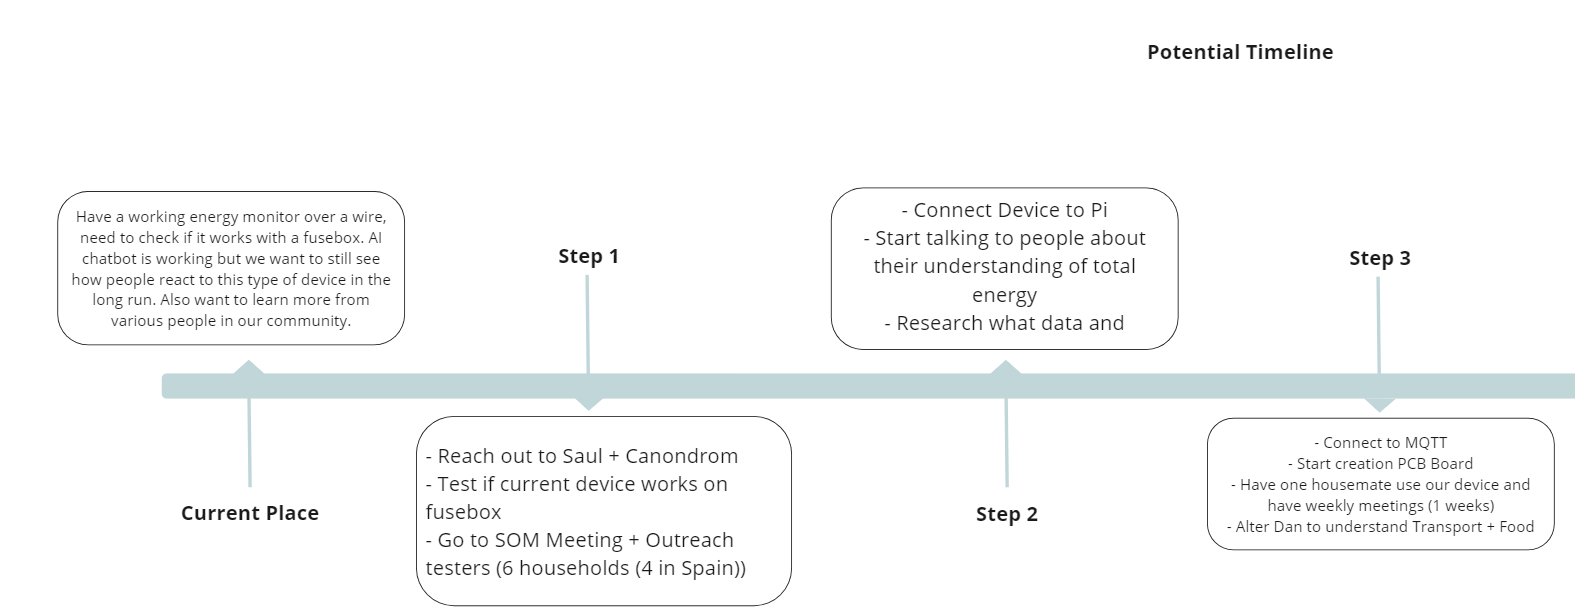 Potential Timeline
Have a working energy monitor over a wire,
need to check if it works with a fusebox. AI
chatbot is working but we want to still see
how people react to this type of device in the
long run. Also want to learn more from
various people in our community.
Current Place
Step 1
- Reach out to Saul + Canondrom
- Test if current device works on
fusebox
- Go to SOM Meeting + Outreach
testers (6 households (4 in Spain))
- Connect Device to Pi
- Start talking to people about
their understanding of total
energy
- Research what data and
Step 2
Step 3
- Connect to MQTT
- Start creation PCB Board
- Have one housemate use our device and
have weekly meetings (1 weeks)
- Alter Dan to understand Transport + Food